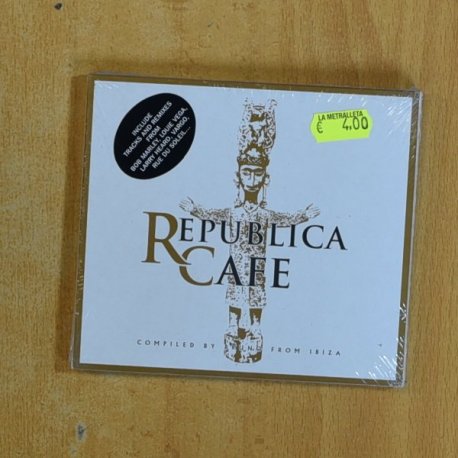 INCLUDE
TRACKS AND REMIXES
FROM
BOB MARLEY, LOUIE VEGA,
LARRY HEARD, VARGO,
RUE DU SOLEIL...
LA METRALLETA
€ 4,00
REPUBLICA
CAFE
COMPILED BY
FROM IBIZA